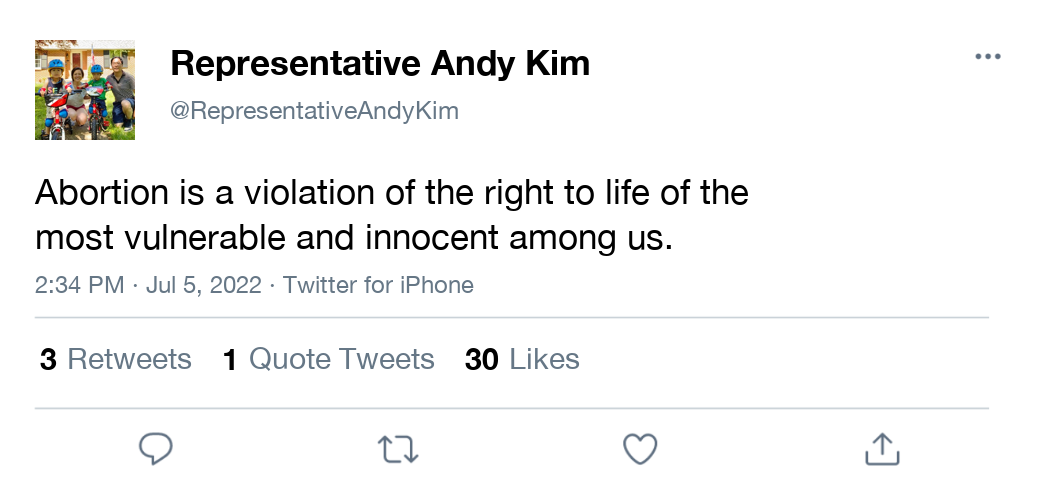 Representative Andy Kim
@RepresentativeAndyKim
Abortion is a violation of the right to life of the
most vulnerable and innocent among us.
2:34 PM · Jul 5, 2022 · Twitter for iPhone
3 Retweets 1 Quote Tweets 30 Likes